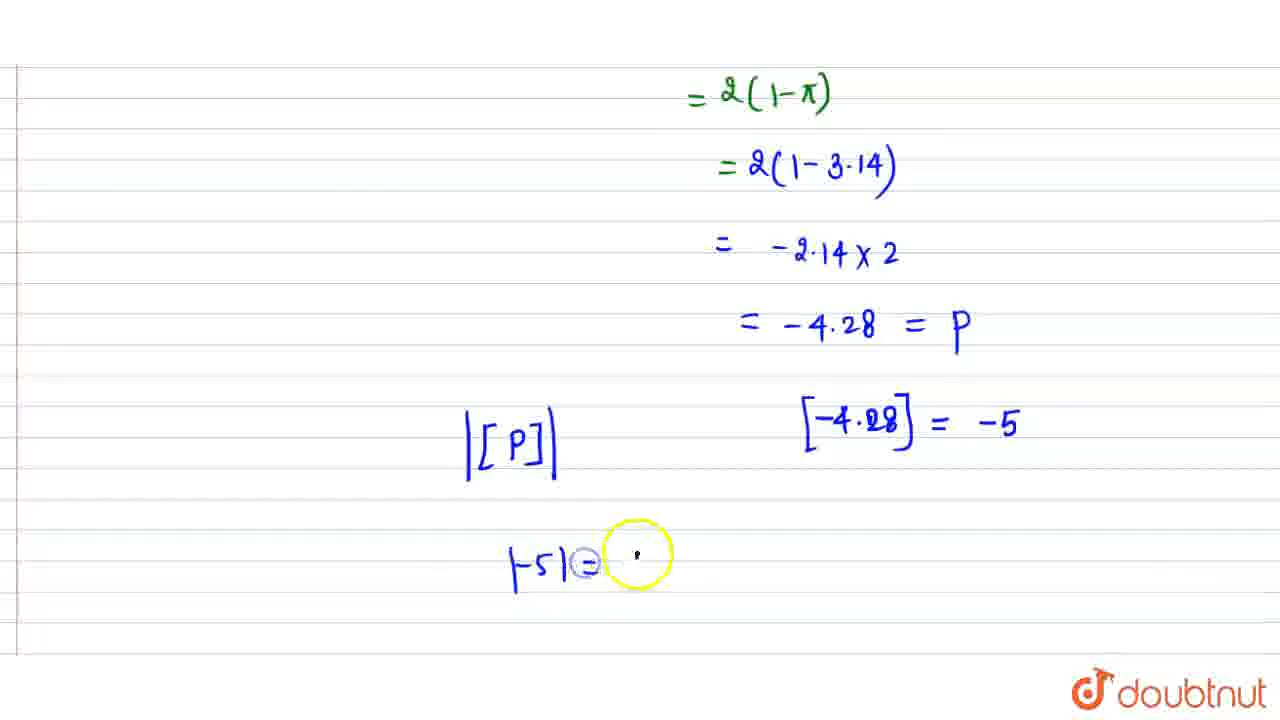 = 2(1-π)
= 2(1-3.14)
= -2.14 x 2
= -4.28 = P
[-4.28] = -5
|[P]|
|-5| =
doubtnut